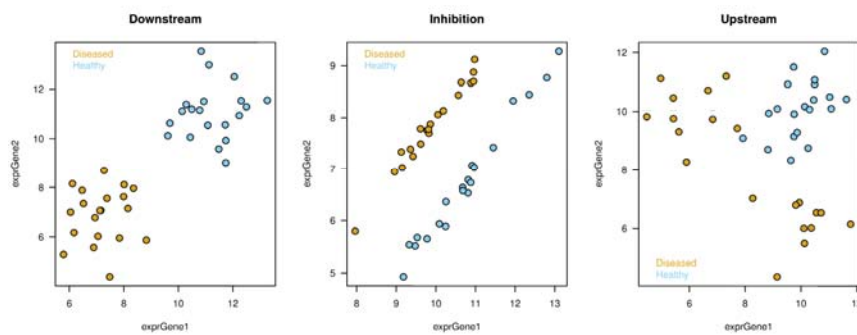 Downstream
Diseased
Healthy
exprGene2
12
10
8
6
6 8 10 12
exprGene1
Inhibition
Diseased
Healthy
exprGene2
9
8
7
6
5
8 9 10 11 12 13
exprGene1
Upstream
exprGene2
12
10
8
6
Diseased
Healthy
6 8 10
exprGene1